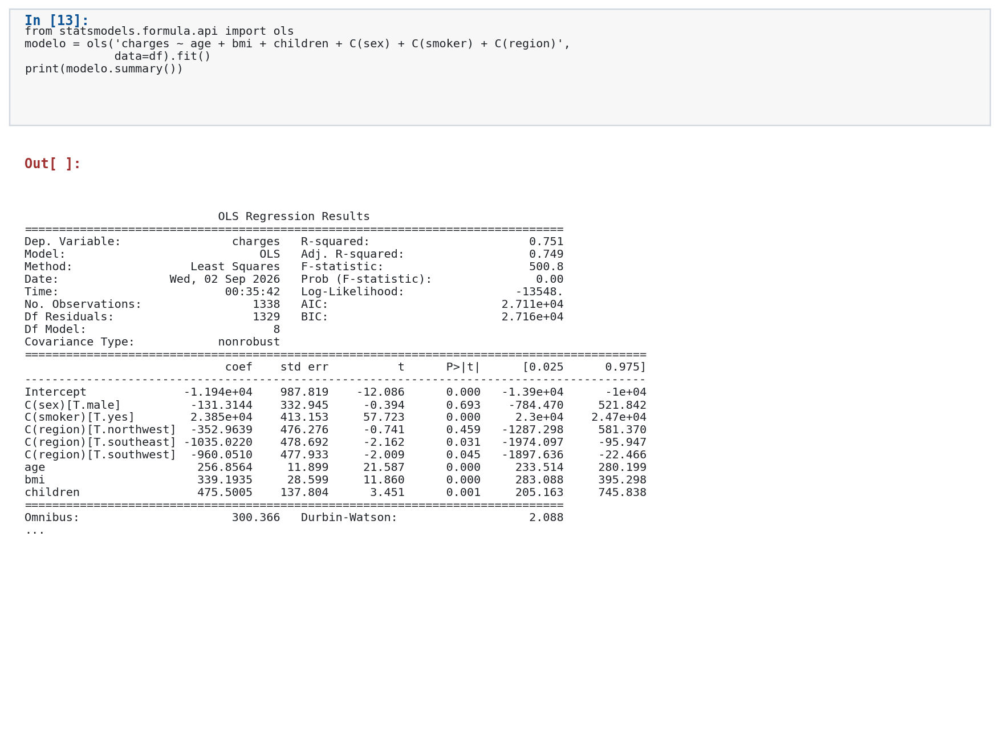 In [13]:
from statsmodels.formula.api import ols
modelo = ols('charges ~ age + bmi + children + C(sex) + C(smoker) + C(region)',
             data=df).fit()
print(modelo.summary())
Out[ ]:
                            OLS Regression Results
==============================================================================
Dep. Variable:                charges   R-squared:                       0.751
Model:                            OLS   Adj. R-squared:                  0.749
Method:                 Least Squares   F-statistic:                     500.8
Date:                Wed, 02 Sep 2026   Prob (F-statistic):               0.00
Time:                        00:35:42   Log-Likelihood:                -13548.
No. Observations:                1338   AIC:                         2.711e+04
Df Residuals:                    1329   BIC:                         2.716e+04
Df Model:                           8
Covariance Type:            nonrobust
==========================================================================================
                             coef    std err          t      P>|t|      [0.025      0.975]
------------------------------------------------------------------------------------------
Intercept              -1.194e+04    987.819    -12.086      0.000   -1.39e+04      -1e+04
C(sex)[T.male]          -131.3144    332.945     -0.394      0.693    -784.470     521.842
C(smoker)[T.yes]        2.385e+04    413.153     57.723      0.000     2.3e+04    2.47e+04
C(region)[T.northwest]  -352.9639    476.276     -0.741      0.459   -1287.298     581.370
C(region)[T.southeast] -1035.0220    478.692     -2.162      0.031   -1974.097     -95.947
C(region)[T.southwest]  -960.0510    477.933     -2.009      0.045   -1897.636     -22.466
age                      256.8564     11.899     21.587      0.000     233.514     280.199
bmi                      339.1935     28.599     11.860      0.000     283.088     395.298
children                 475.5005    137.804      3.451      0.001     205.163     745.838
==============================================================================
Omnibus:                      300.366   Durbin-Watson:                   2.088
...